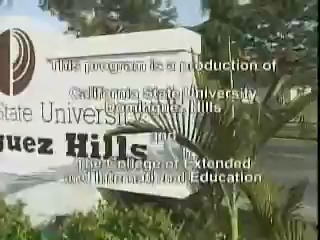 This program is a production of
California State University
Dominguez Hills
and
The College of Extended
and International Education
State University
guez Hills